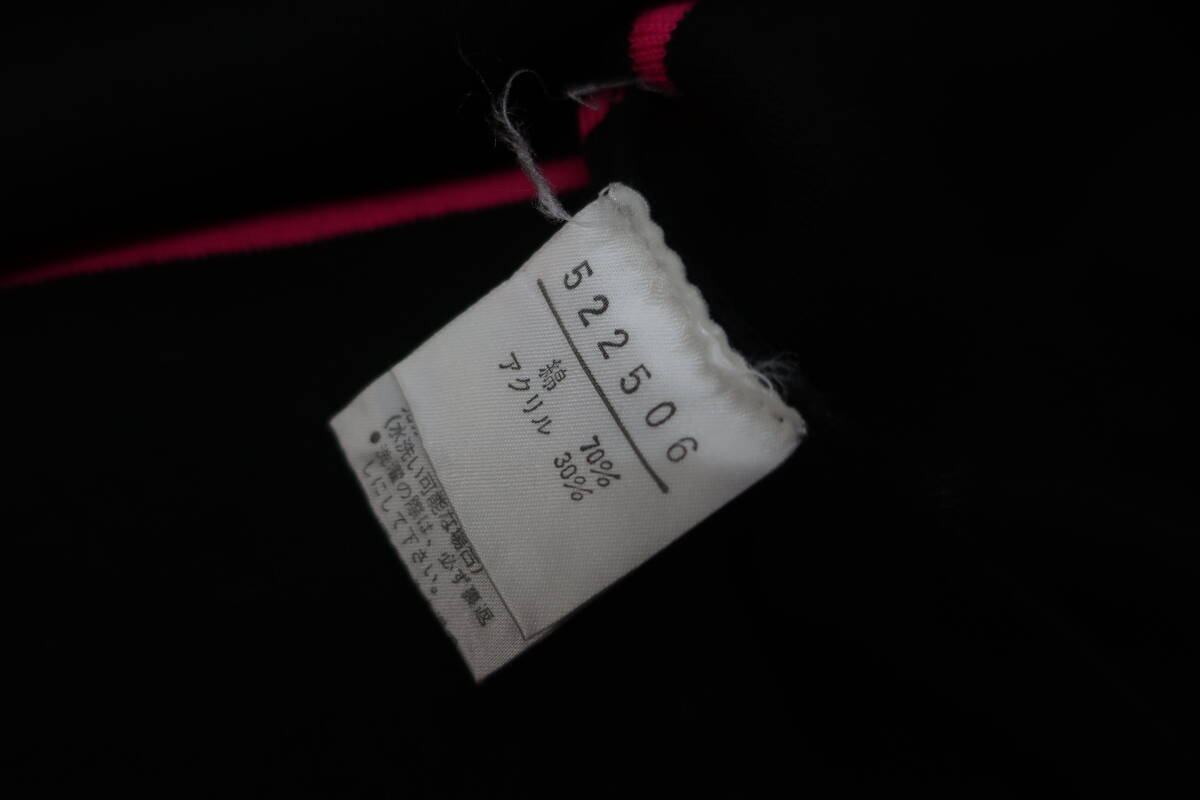 522506
綿 70%
アクリル 30%
(水洗い可能な場合)
●洗濯の際は、必ず裏返
しにして下さい。